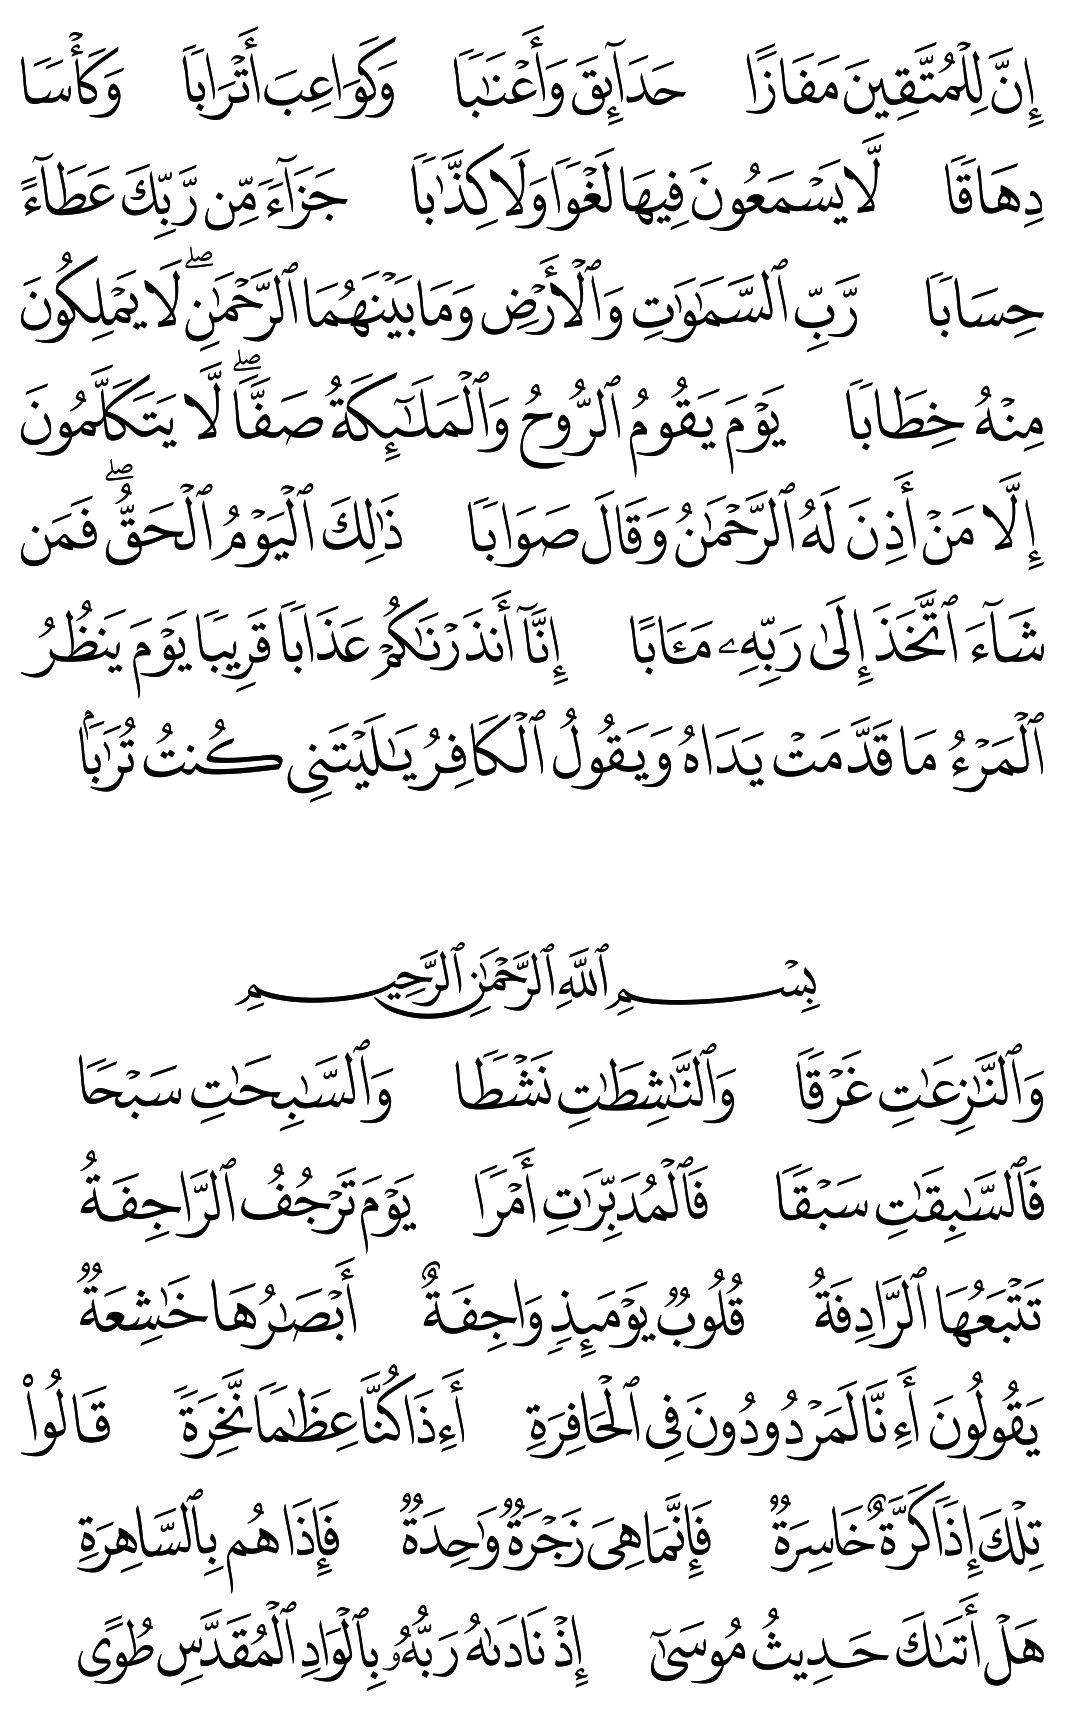 إِنَّ لِلْمُتَّقِينَ مَفَازًا حَدَآئِقَ وَأَعْنَٰبًا وَكَوَاعِبَ أَتْرَابًا وَكَأْسًا
دِهَاقًا لَّا يَسْمَعُونَ فِيهَا لَغْوًا وَلَا كِذَّٰبًا جَزَآءً مِّن رَّبِّكَ عَطَآءً
حِسَابًا رَّبِّ ٱلسَّمَٰوَٰتِ وَٱلْأَرْضِ وَمَا بَيْنَهُمَا ٱلرَّحْمَٰنِ ۖ لَا يَمْلِكُونَ
مِنْهُ خِطَابًا يَوْمَ يَقُومُ ٱلرُّوحُ وَٱلْمَلَٰٓئِكَةُ صَفًّا ۖ لَّا يَتَكَلَّمُونَ
إِلَّا مَنْ أَذِنَ لَهُ ٱلرَّحْمَٰنُ وَقَالَ صَوَابًا ذَٰلِكَ ٱلْيَوْمُ ٱلْحَقُّ ۖ فَمَن
شَآءَ ٱتَّخَذَ إِلَىٰ رَبِّهِۦ مَـَٔابًا إِنَّآ أَنذَرْنَٰكُمْ عَذَابًا قَرِيبًا يَوْمَ يَنظُرُ
ٱلْمَرْءُ مَا قَدَّمَتْ يَدَاهُ وَيَقُولُ ٱلْكَافِرُ يَٰلَيْتَنِى كُنتُ تُرَٰبًۢا
بِسْمِ ٱللَّهِ ٱلرَّحْمَٰنِ ٱلرَّحِيمِ
وَٱلنَّٰزِعَٰتِ غَرْقًا وَٱلنَّٰشِطَٰتِ نَشْطًا وَٱلسَّٰبِحَٰتِ سَبْحًا
فَٱلسَّٰبِقَٰتِ سَبْقًا فَٱلْمُدَبِّرَٰتِ أَمْرًا يَوْمَ تَرْجُفُ ٱلرَّاجِفَةُ
تَتْبَعُهَا ٱلرَّادِفَةُ قُلُوبٌ يَوْمَئِذٍ وَاجِفَةٌ أَبْصَٰرُهَا خَٰشِعَةٌ
يَقُولُونَ أَءِنَّا لَمَرْدُودُونَ فِى ٱلْحَافِرَةِ أَءِذَا كُنَّا عِظَٰمًا نَّخِرَةً قَالُوا۟
تِلْكَ إِذًا كَرَّةٌ خَاسِرَةٌ فَإِنَّمَا هِىَ زَجْرَةٌ وَٰحِدَةٌ فَإِذَا هُم بِٱلسَّاهِرَةِ
هَلْ أَتَىٰكَ حَدِيثُ مُوسَىٰٓ إِذْ نَادَىٰهُ رَبُّهُۥ بِٱلْوَادِ ٱلْمُقَدَّسِ طُوًى